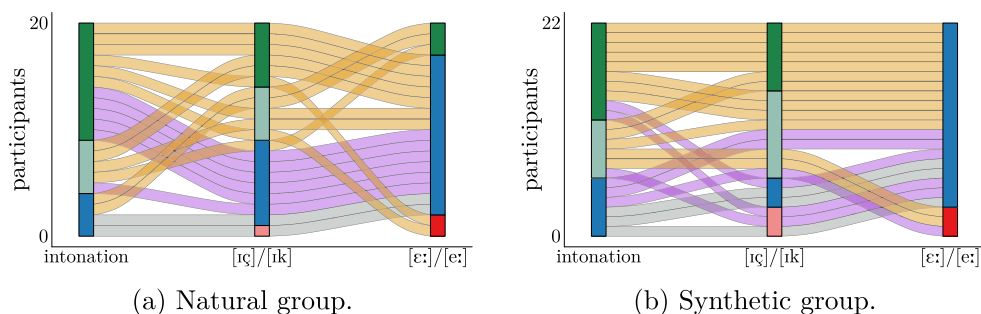 20
participants
0
intonation
[ɪç]/[ɪk]
[ɛː]/[eː]
(a) Natural group.
22
participants
0
intonation
[ɪç]/[ɪk]
[ɛː]/[eː]
(b) Synthetic group.